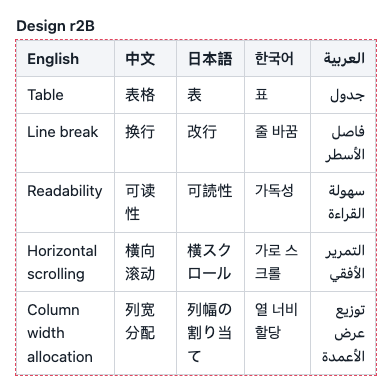 Design r2B
English 中文 日本語 한국어 العربية
Table 表格 表 표 جدول
Line break 换行 改行 줄 바꿈 فاصل
الأسطر
Readability 可读 可読性 가독성 سهولة
性 القراءة
Horizontal 横向 横スク 가로 스 التمرير
scrolling 滚动 ロール 크롤 الأفقي
Column 列宽 列幅の 열 너비 توزيع
width 分配 割り当 할당 عرض
allocation て الأعمدة